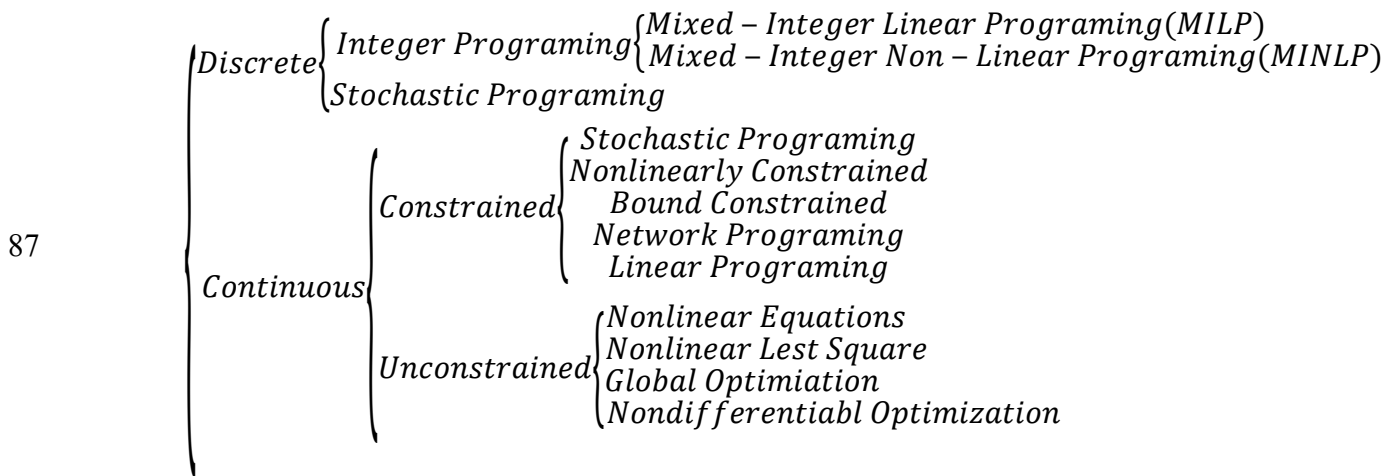 Mixed – Integer Linear Programing(MILP)
Integer Programing
Mixed – Integer Non – Linear Programing(MINLP)
Discrete
Stochastic Programing
Stochastic Programing
Nonlinearly Constrained
Constrained
Bound Constrained
Network Programing
Linear Programing
87
Continuous
Nonlinear Equations
Nonlinear Lest Square
Unconstrained
Global Optimiation
Nondifferentiabl Optimization